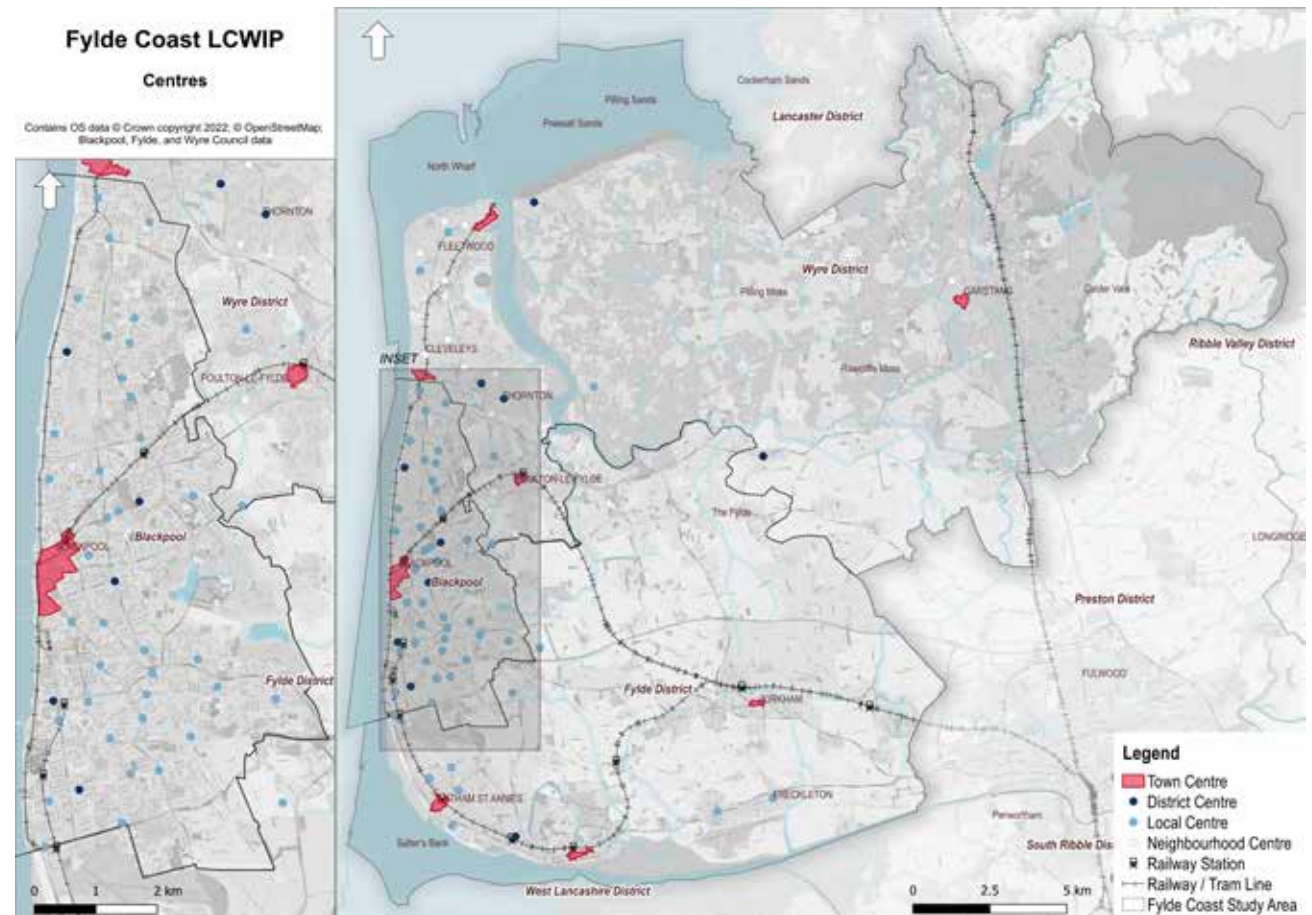 Fylde Coast LCWIP
Centres
Contains OS data © Crown copyright 2022, © OpenStreetMap,
Blackpool, Fylde, and Wyre Council data
THORNTON
Wyre District
POULTON-LE-FYLDE
Blackpool
Fylde District
0 1 2 km
Cockerham Sands
Pilling Sands
Preesall Sands
Lancaster District
North Wharf
FLEETWOOD
Wyre District
Pilling Moss
GARSTANG
Calder Vale
Ribble Valley District
CLEVELEYS
INSET
Rawcliffe Moss
THORNTON
The Fylde
LONGRIDGE
Blackpool
Preston District
FULWOOD
Fylde District
KIRKHAM
FRECKLETON
Penwortham
Salter's Bank
South Ribble Dis
West Lancashire District
0 2.5 5 km
Legend
Town Centre
District Centre
Local Centre
Neighbourhood Centre
Railway Station
Railway / Tram Line
Fylde Coast Study Area